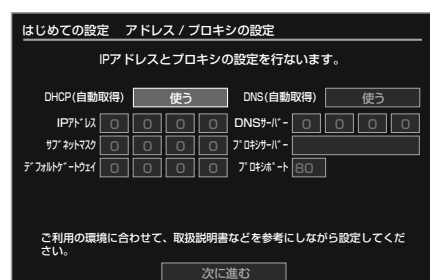 はじめての設定　アドレス / プロキシの設定
IPアドレスとプロキシの設定を行ないます。
DHCP(自動取得) 使う DNS(自動取得) 使う
IPｱﾄﾞﾚｽ 0 0 0 0 DNSｻｰﾊﾞｰ 0 0 0 0
ｻﾌﾞﾈｯﾄﾏｽｸ 0 0 0 0 ﾌﾟﾛｷｼｻｰﾊﾞｰ
ﾃﾞﾌｫﾙﾄｹﾞｰﾄｳｪｲ 0 0 0 0 ﾌﾟﾛｷｼﾎﾟｰﾄ 80
ご利用の環境に合わせて、取扱説明書などを参考にしながら設定してくだ
さい。
次に進む